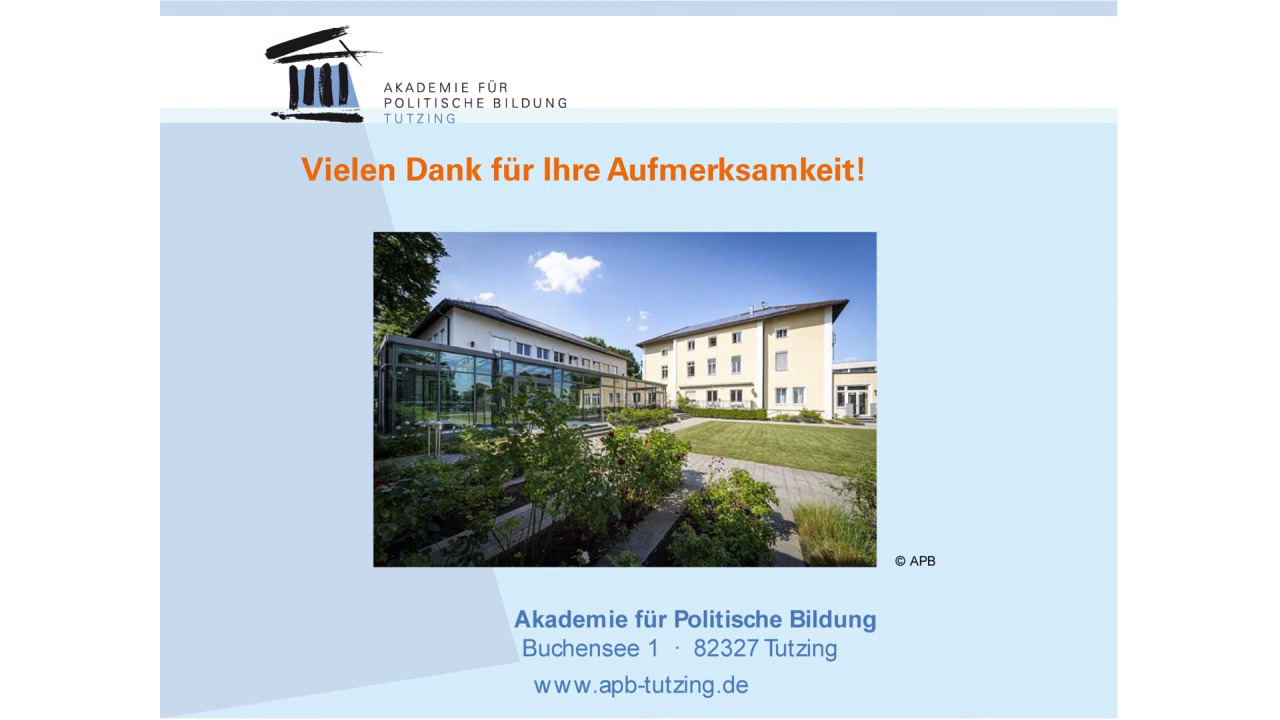 AKADEMIE FÜR
POLITISCHE BILDUNG
TUTZING
Vielen Dank für Ihre Aufmerksamkeit!
© APB
Akademie für Politische Bildung
Buchensee 1 · 82327 Tutzing
www.apb-tutzing.de